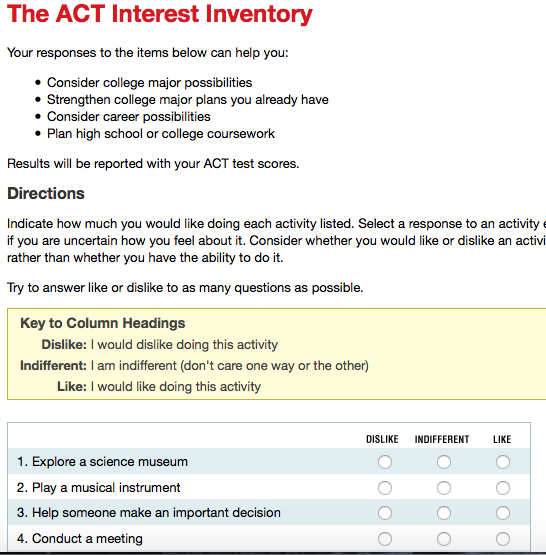 The ACT Interest Inventory
Your responses to the items below can help you:
• Consider college major possibilities
• Strengthen college major plans you already have
• Consider career possibilities
• Plan high school or college coursework
Results will be reported with your ACT test scores.
Directions
Indicate how much you would like doing each activity listed. Select a response to an activity
if you are uncertain how you feel about it. Consider whether you would like or dislike an
rather than whether you have the ability to do it.
Try to answer like or dislike to as many questions as possible.
Key to Column Headings
Dislike: I would dislike doing this activity
Indifferent: I am indifferent (don't care one way or the other)
Like: I would like doing this activity
DISLIKE INDIFFERENT LIKE
1. Explore a science museum
2. Play a musical instrument
3. Help someone make an important decision
4. Conduct a meeting